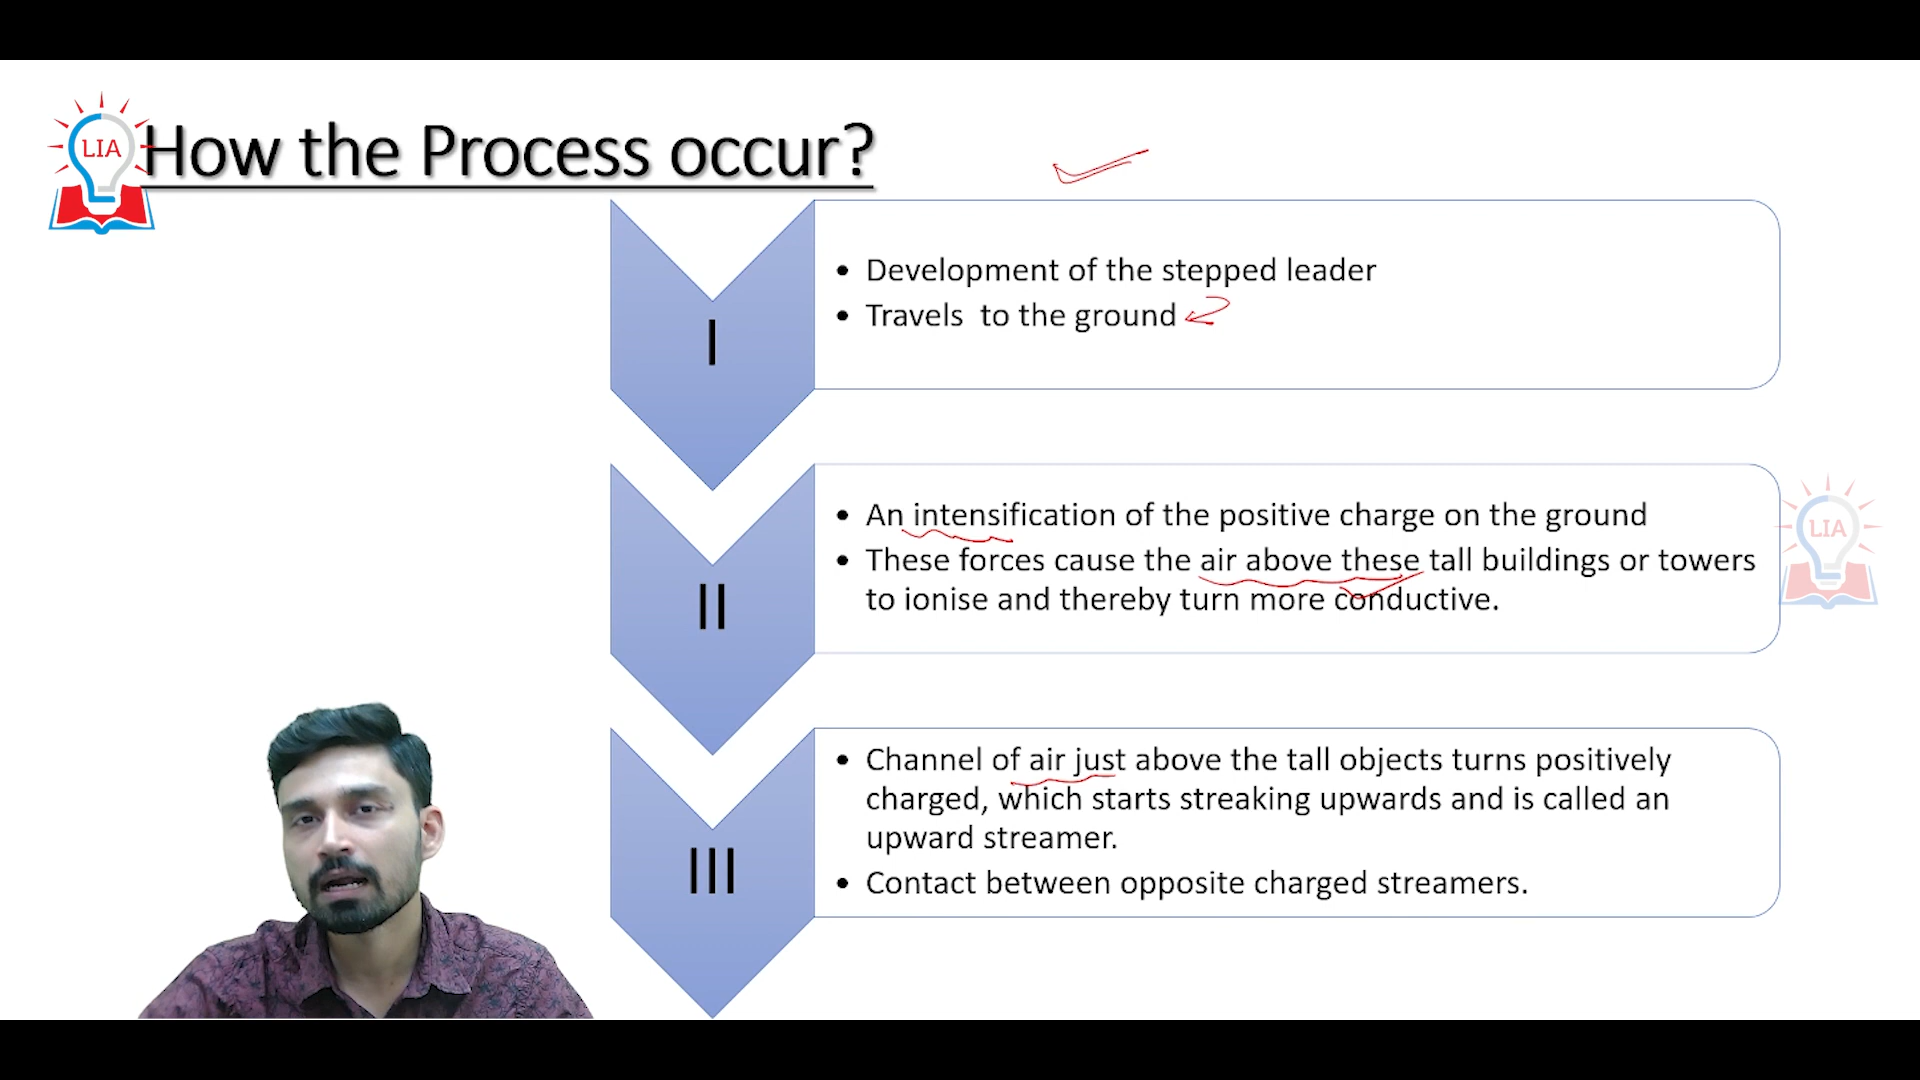 LIA
How the Process occur?
I
• Development of the stepped leader
• Travels to the ground
II
• An intensification of the positive charge on the ground
• These forces cause the air above these tall buildings or towers
to ionise and thereby turn more conductive.
LIA
III
• Channel of air just above the tall objects turns positively
charged, which starts streaking upwards and is called an
upward streamer.
• Contact between opposite charged streamers.